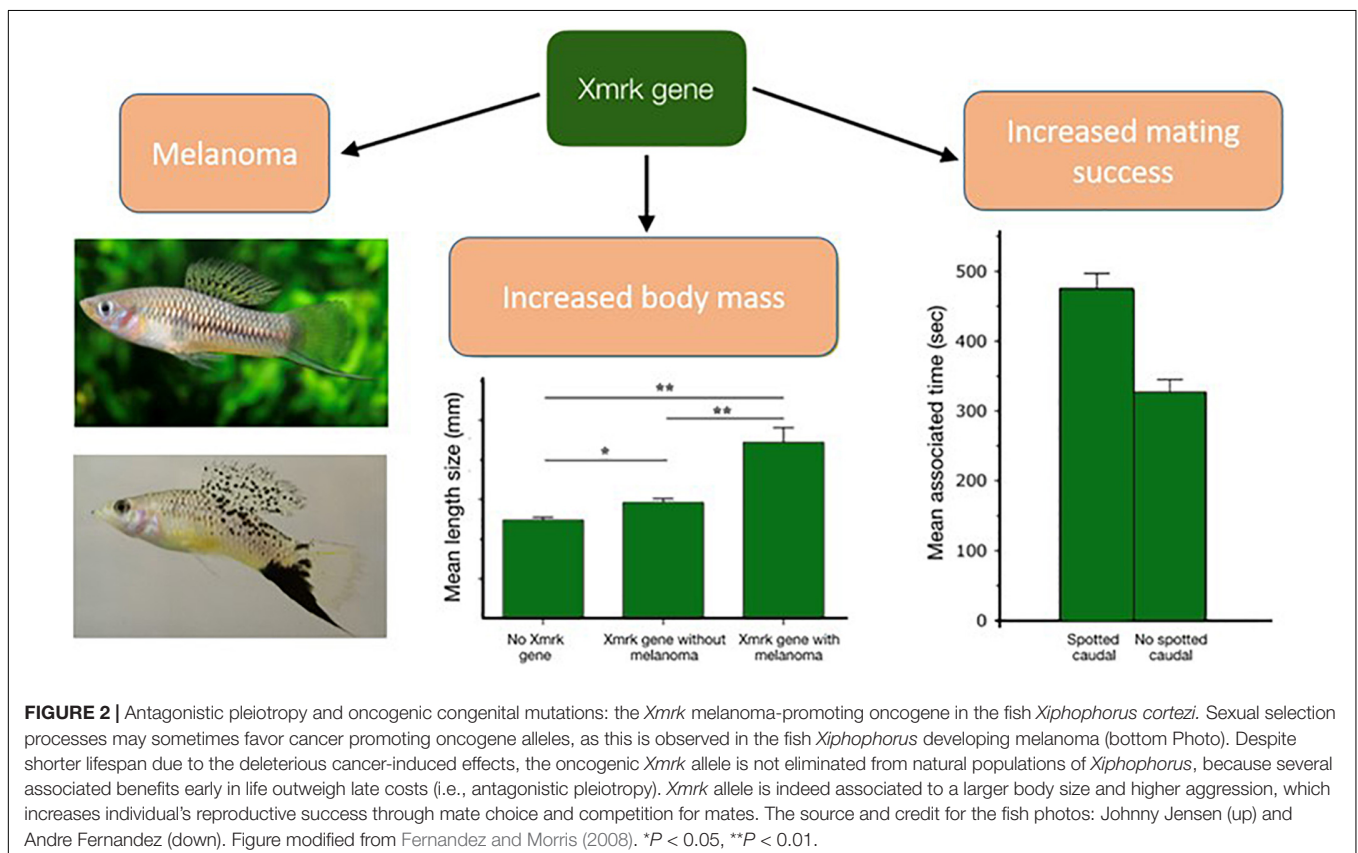 Xmrk gene
Melanoma
Increased mating
success
Increased body mass
Mean length size (mm)
**
**
*
No Xmrk
gene
Xmrk gene without
melanoma
Xmrk gene with
melanoma
Mean associated time (sec)
500
400
300
200
100
0
Spotted
caudal
No spotted
caudal
FIGURE 2 | Antagonistic pleiotropy and oncogenic congenital mutations: the Xmrk melanoma-promoting oncogene in the fish Xiphophorus cortezi. Sexual selection
processes may sometimes favor cancer promoting oncogene alleles, as this is observed in the fish Xiphophorus developing melanoma (bottom Photo). Despite
shorter lifespan due to the deleterious cancer-induced effects, the oncogenic Xmrk allele is not eliminated from natural populations of Xiphophorus, because several
associated benefits early in life outweigh late costs (i.e., antagonistic pleiotropy). Xmrk allele is indeed associated to a larger body size and higher aggression, which
increases individual's reproductive success through mate choice and competition for mates. The source and credit for the fish photos: Johnny Jensen (up) and
Andre Fernandez (down). Figure modified from Fernandez and Morris (2008). *P < 0.05, **P < 0.01.